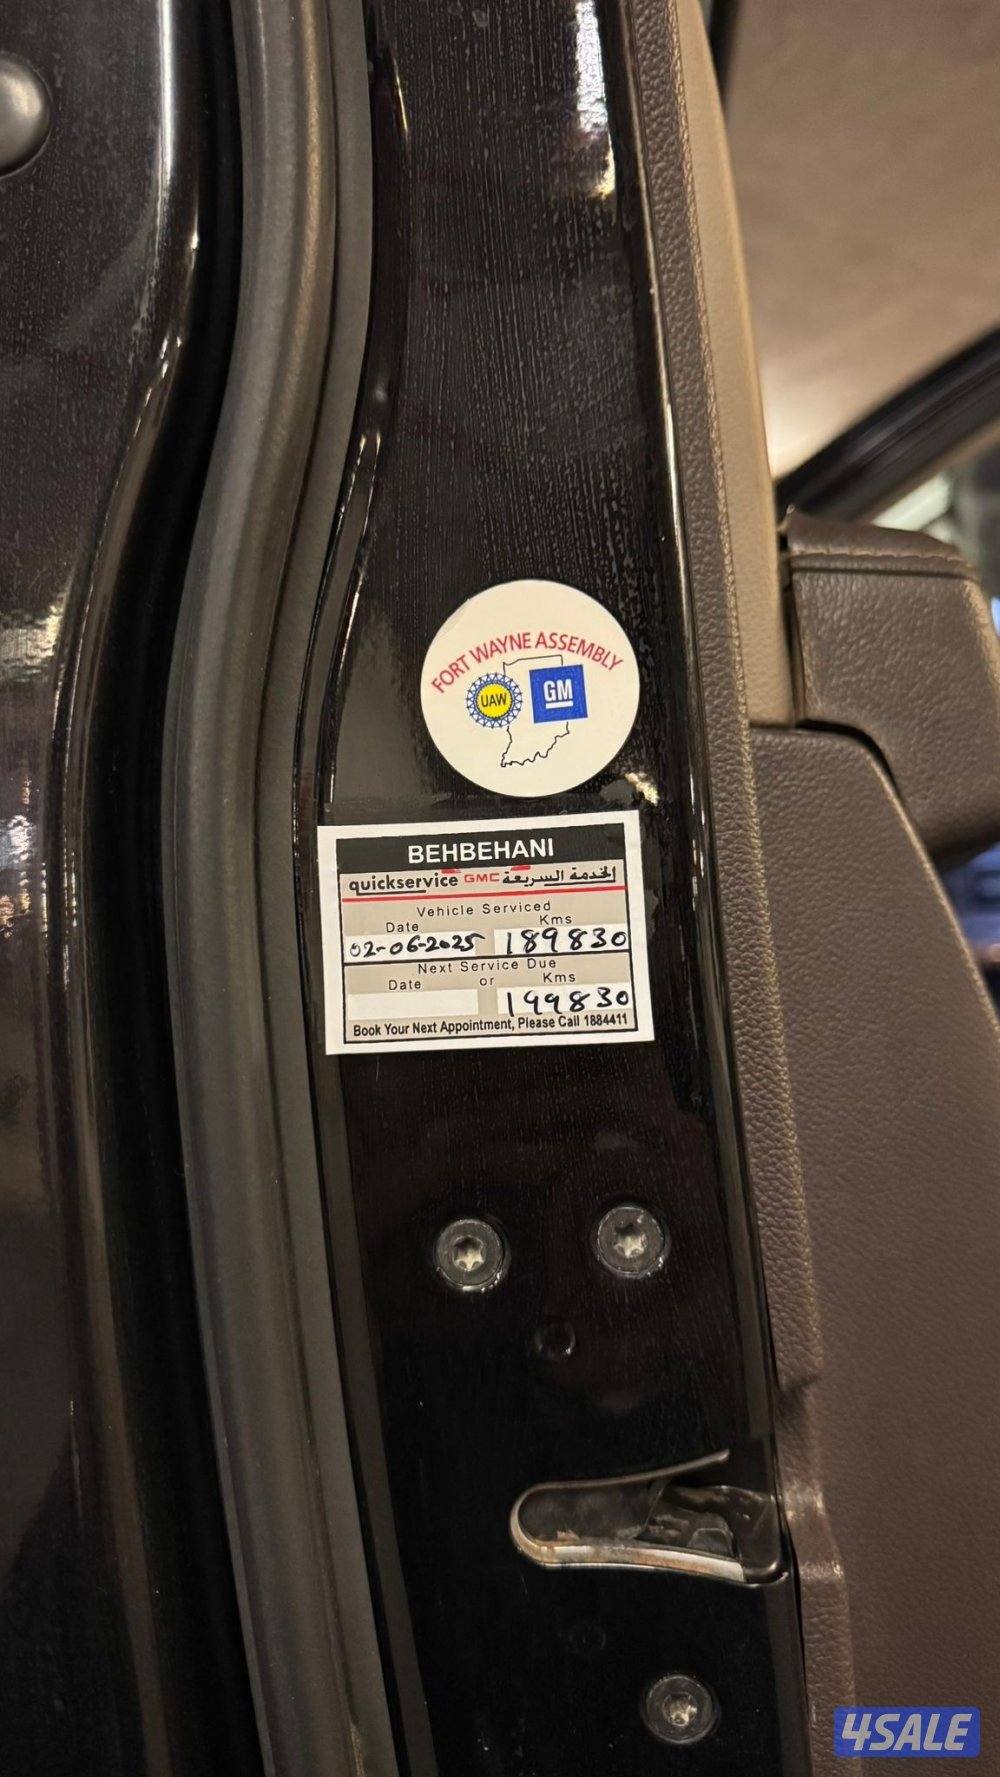 FORT WAYNE ASSEMBLY
UAW GM
BEHBEHANI
quickservice GMC الخدمة السريعة
Vehicle Serviced
Date Kms
02-06-2025 189830
Next Service Due
Date or Kms
199830
Book Your Next Appointment, Please Call 1884411
4SALE